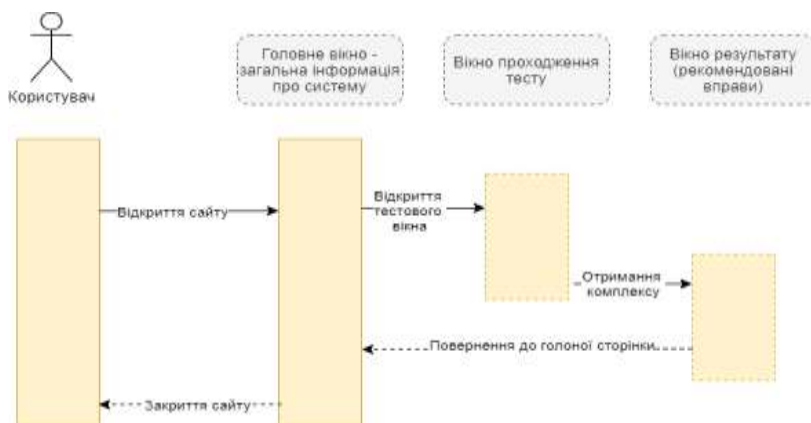 Користувач
Головне вікно -
загальна інформація
про систему
Вікно проходження
тесту
Вікно результату
(рекомендовані
вправи)
Відкриття сайту
Відкриття
тестового
вікна
Отримання
комплексу
Повернення до голоної сторінки
Закриття сайту